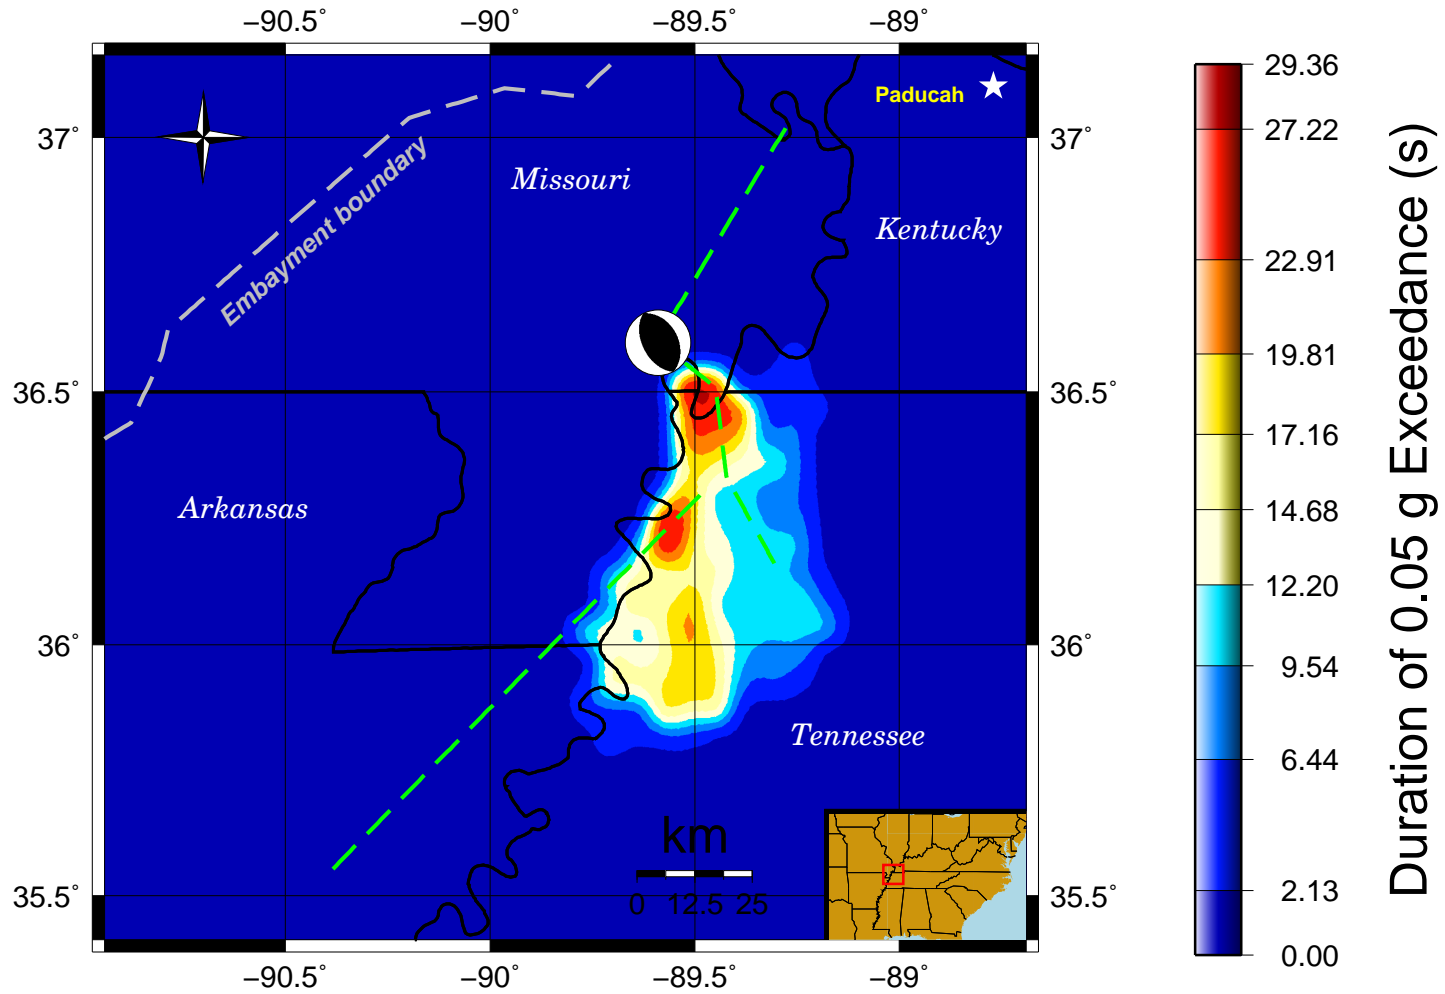 −90.5˚ −90˚ −89.5˚ −89˚
37˚ 37˚
36.5˚ 36.5˚
36˚ 36˚
35.5˚ 35.5˚
−90.5˚ −90˚ −89.5˚ −89˚
Paducah
Embayment boundary
Missouri
Kentucky
Arkansas
Tennessee
km
0 12.5 25
29.36
27.22
22.91
19.81
17.16
14.68
12.20
9.54
6.44
2.13
0.00
Duration of 0.05 g Exceedance (s)